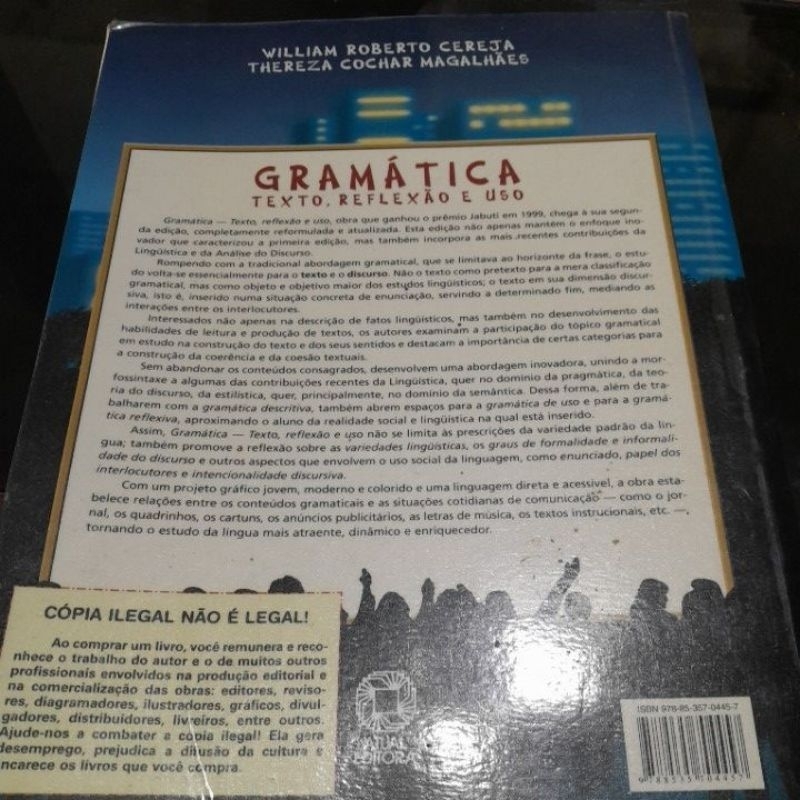 WILLIAM ROBERTO CEREJA
THEREZA COCHAR MAGALHÃES
GRAMÁTICA
TEXTO, REFLEXÃO E USO
Gramática — Texto, reflexão e uso, obra que ganhou o prêmio Jabuti em 1999, chega à sua segun-
da edição, completamente reformulada e atualizada. Esta edição não apenas mantém o enfoque ino-
vador que caracterizou a primeira edição, mas também incorpora as mais recentes contribuições da
Lingüística e da Análise do Discurso.
Rompendo com a tradicional abordagem gramatical, que se limitava ao horizonte da frase, o estu-
do volta-se essencialmente para o texto e o discurso. Não o texto como pretexto para a mera classificação
gramatical, mas como objeto e objetivo maior dos estudos lingüísticos; o texto em sua dimensão discur-
siva, isto é, inserido numa situação concreta de enunciação, servindo a determinado fim, mediando as
interações entre os interlocutores.
Interessados não apenas na descrição de fatos lingüísticos, mas também no desenvolvimento das
habilidades de leitura e produção de textos, os autores examinam a participação do tópico gramatical
em estudo na construção do texto e dos seus sentidos e destacam a importância de certas categorias para
a construção da coerência e da coesão textuais.
Sem abandonar os conteúdos consagrados, desenvolvem uma abordagem inovadora, unindo a mor-
fossintaxe a algumas das contribuições recentes da Lingüística, quer no domínio da pragmática, da teo-
ria do discurso, da estilística, quer, principalmente, no domínio da semântica. Dessa forma, além de tra-
balharem com a gramática descritiva, também abrem espaços para a gramática de uso e para a gramá-
tica reflexiva, aproximando o aluno da realidade social e lingüística na qual está inserido.
Assim, Gramática — Texto, reflexão e uso não se limita às prescrições da variedade padrão da lín-
gua; também promove a reflexão sobre as variedades lingüísticas, os graus de formalidade e informali-
dade do discurso e outros aspectos que envolvem o uso social da linguagem, como enunciado, papel dos
interlocutores e intencionalidade discursiva.
Com um projeto gráfico jovem, moderno e colorido e uma linguagem direta e acessível, a obra esta-
belece relações entre os conteúdos gramaticais e as situações cotidianas de comunicação — como o jor-
nal, os quadrinhos, os cartuns, os anúncios publicitários, as letras de música, os textos instrucionais, etc. —,
tornando o estudo da língua mais atraente, dinâmico e enriquecedor.
CÓPIA ILEGAL NÃO É LEGAL!
Ao comprar um livro, você remunera e reco-
nhece o trabalho do autor e o de muitos outros
profissionais envolvidos na produção editorial e
na comercialização das obras: editores, reviso-
res, diagramadores, ilustradores, gráficos, divul-
gadores, distribuidores, livreiros, entre outros.
Ajude-nos a combater a cópia ilegal! Ela gera
desemprego, prejudica a difusão da cultura e
encarece os livros que você compra.
ATUAL
EDITORA
ISBN 978-85-357-0445-7
9 788535 704457